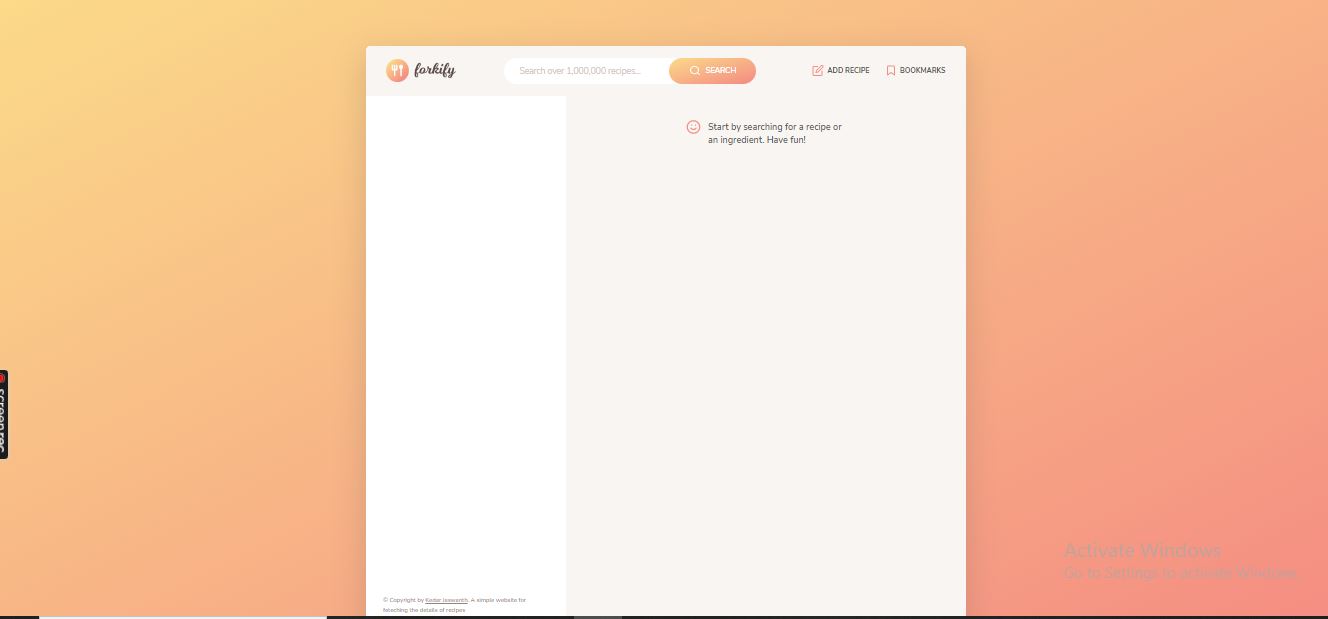 forkify
Search over 1,000,000 recipes...
SEARCH
ADD RECIPE
BOOKMARKS
Start by searching for a recipe or
an ingredient. Have fun!
screenrec
Activate Windows
Go to Settings to activate Windows.
© Copyright by Kedar Jeswanth. A simple website for
feteching the details of recipes